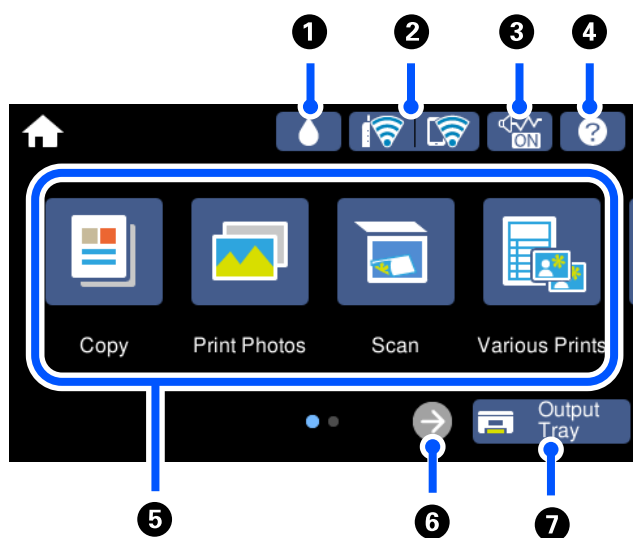 1 2 3 4
ON ?
Copy Print Photos Scan Various Prints
Output
Tray
5 6 7